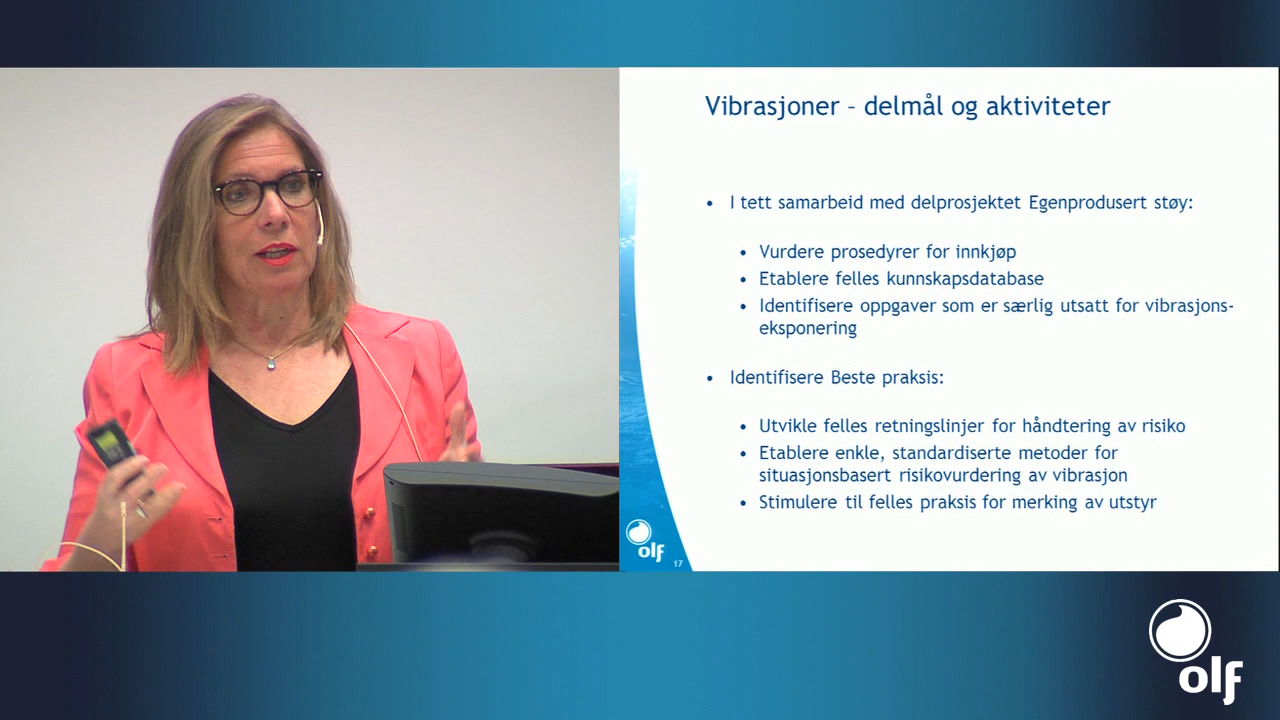 Vibrasjoner – delmål og aktiviteter
• I tett samarbeid med delprosjektet Egenprodusert støy:
• Vurdere prosedyrer for innkjøp
• Etablere felles kunnskapsdatabase
• Identifisere oppgaver som er særlig utsatt for vibrasjons-
eksponering
• Identifisere Beste praksis:
• Utvikle felles retningslinjer for håndtering av risiko
• Etablere enkle, standardiserte metoder for
situasjonsbasert risikovurdering av vibrasjon
• Stimulere til felles praksis for merking av utstyr
olf
17
olf